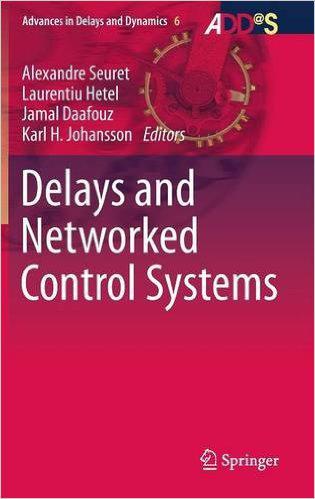 Advances in Delays and Dynamics 6
ADD@S
Alexandre Seuret
Laurentiu Hetel
Jamal Daafouz
Karl H. Johansson Editors
Delays and
Networked
Control Systems
Springer